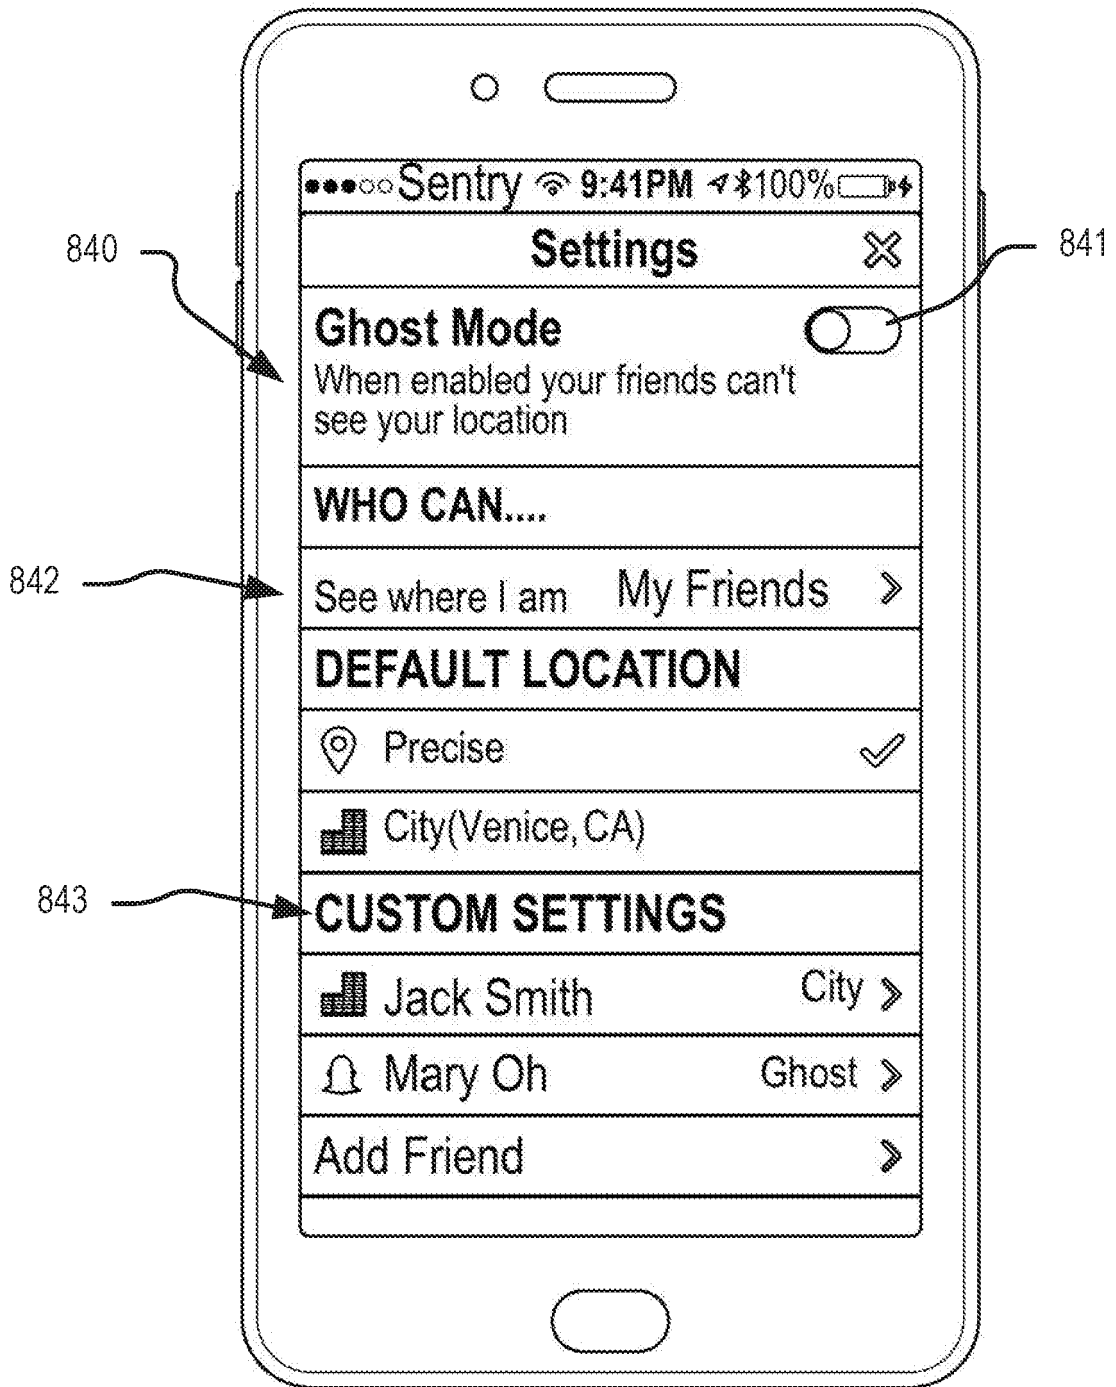 Sentry 9:41PM 100%
Settings
840
841
Ghost Mode
When enabled your friends can't
see your location
WHO CAN....
842
See where I am My Friends >
DEFAULT LOCATION
Precise
City(Venice, CA)
843
CUSTOM SETTINGS
Jack Smith City >
Mary Oh Ghost >
Add Friend >